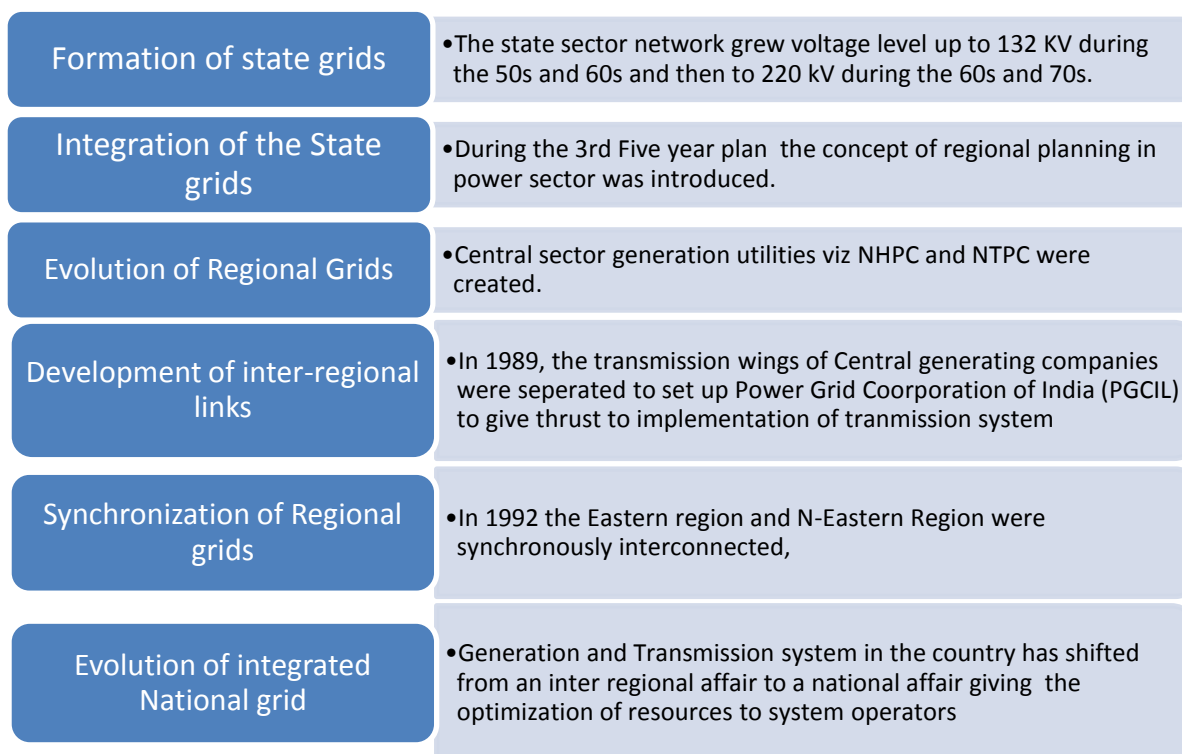 Formation of state grids
•The state sector network grew voltage level up to 132 KV during
the 50s and 60s and then to 220 kV during the 60s and 70s.
Integration of the State
grids
•During the 3rd Five year plan the concept of regional planning in
power sector was introduced.
Evolution of Regional Grids
•Central sector generation utilities viz NHPC and NTPC were
created.
Development of inter-regional
links
•In 1989, the transmission wings of Central generating companies
were seperated to set up Power Grid Coorporation of India (PGCIL)
to give thrust to implementation of tranmission system
Synchronization of Regional
grids
•In 1992 the Eastern region and N-Eastern Region were
synchronously interconnected,
Evolution of integrated
National grid
•Generation and Transmission system in the country has shifted
from an inter regional affair to a national affair giving the
optimization of resources to system operators